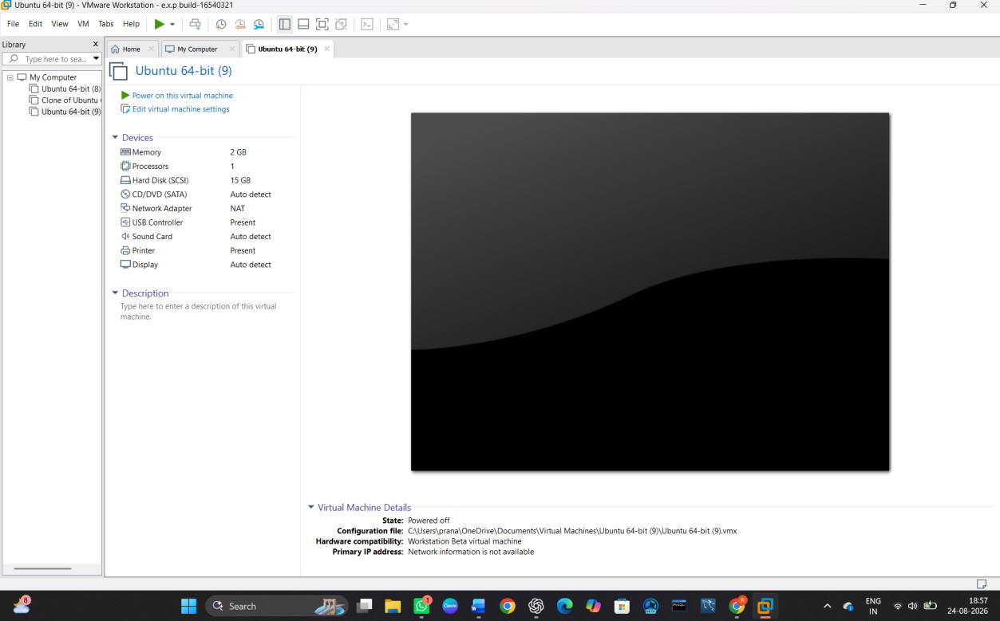 Ubuntu 64-bit (9) - VMware Workstation - e.x.p build-16540321
File Edit View VM Tabs Help
Library
Type here to sea...
My Computer
Ubuntu 64-bit (8)
Clone of Ubuntu
Ubuntu 64-bit (9)
Home
My Computer
Ubuntu 64-bit (9)
Ubuntu 64-bit (9)
Power on this virtual machine
Edit virtual machine settings
Devices
Memory 2 GB
Processors 1
Hard Disk (SCSI) 15 GB
CD/DVD (SATA) Auto detect
Network Adapter NAT
USB Controller Present
Sound Card Auto detect
Printer Present
Display Auto detect
Description
Type here to enter a description of this virtual
machine.
Virtual Machine Details
State: Powered off
Configuration file: C:\Users\prana\OneDrive\Documents\Virtual Machines\Ubuntu 64-bit (9)\Ubuntu 64-bit (9).vmx
Hardware compatibility: Workstation Beta virtual machine
Primary IP address: Network information is not available
8
Search
1
Canva
W
BETA
MySQL
R
ENG
IN
18:57
24-08-2026